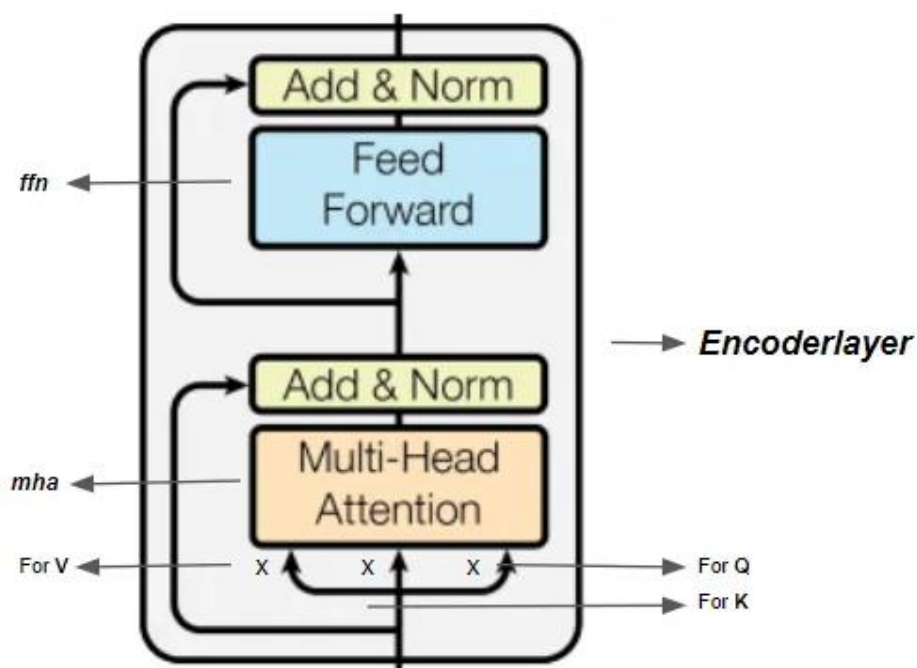 Add & Norm
Feed
Forward
ffn
Encoderlayer
Add & Norm
Multi-Head
Attention
mha
For V
X
X
X
For Q
For K